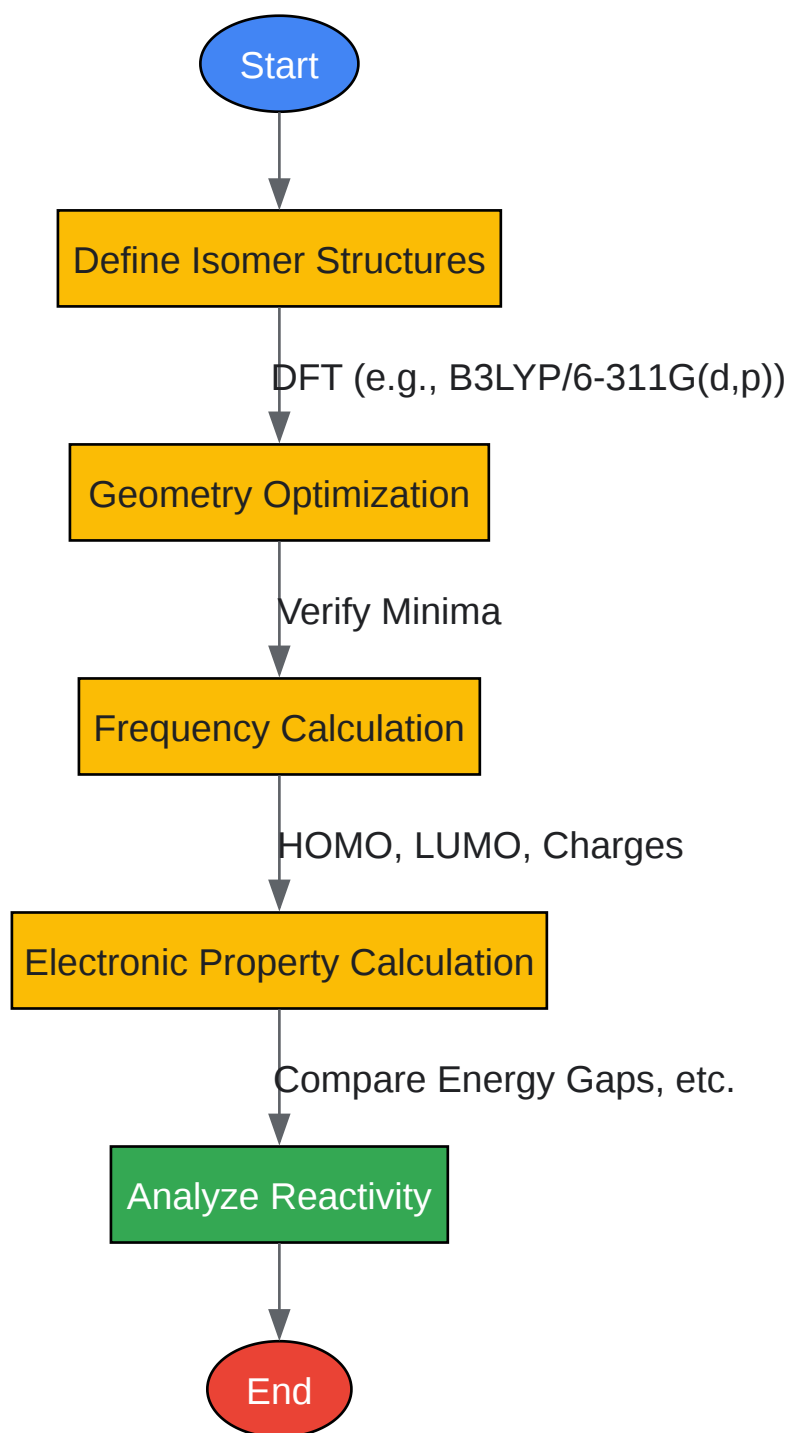 Start
Define Isomer Structures
DFT (e.g., B3LYP/6-311G(d,p))
Geometry Optimization
Verify Minima
Frequency Calculation
HOMO, LUMO, Charges
Electronic Property Calculation
Compare Energy Gaps, etc.
Analyze Reactivity
End